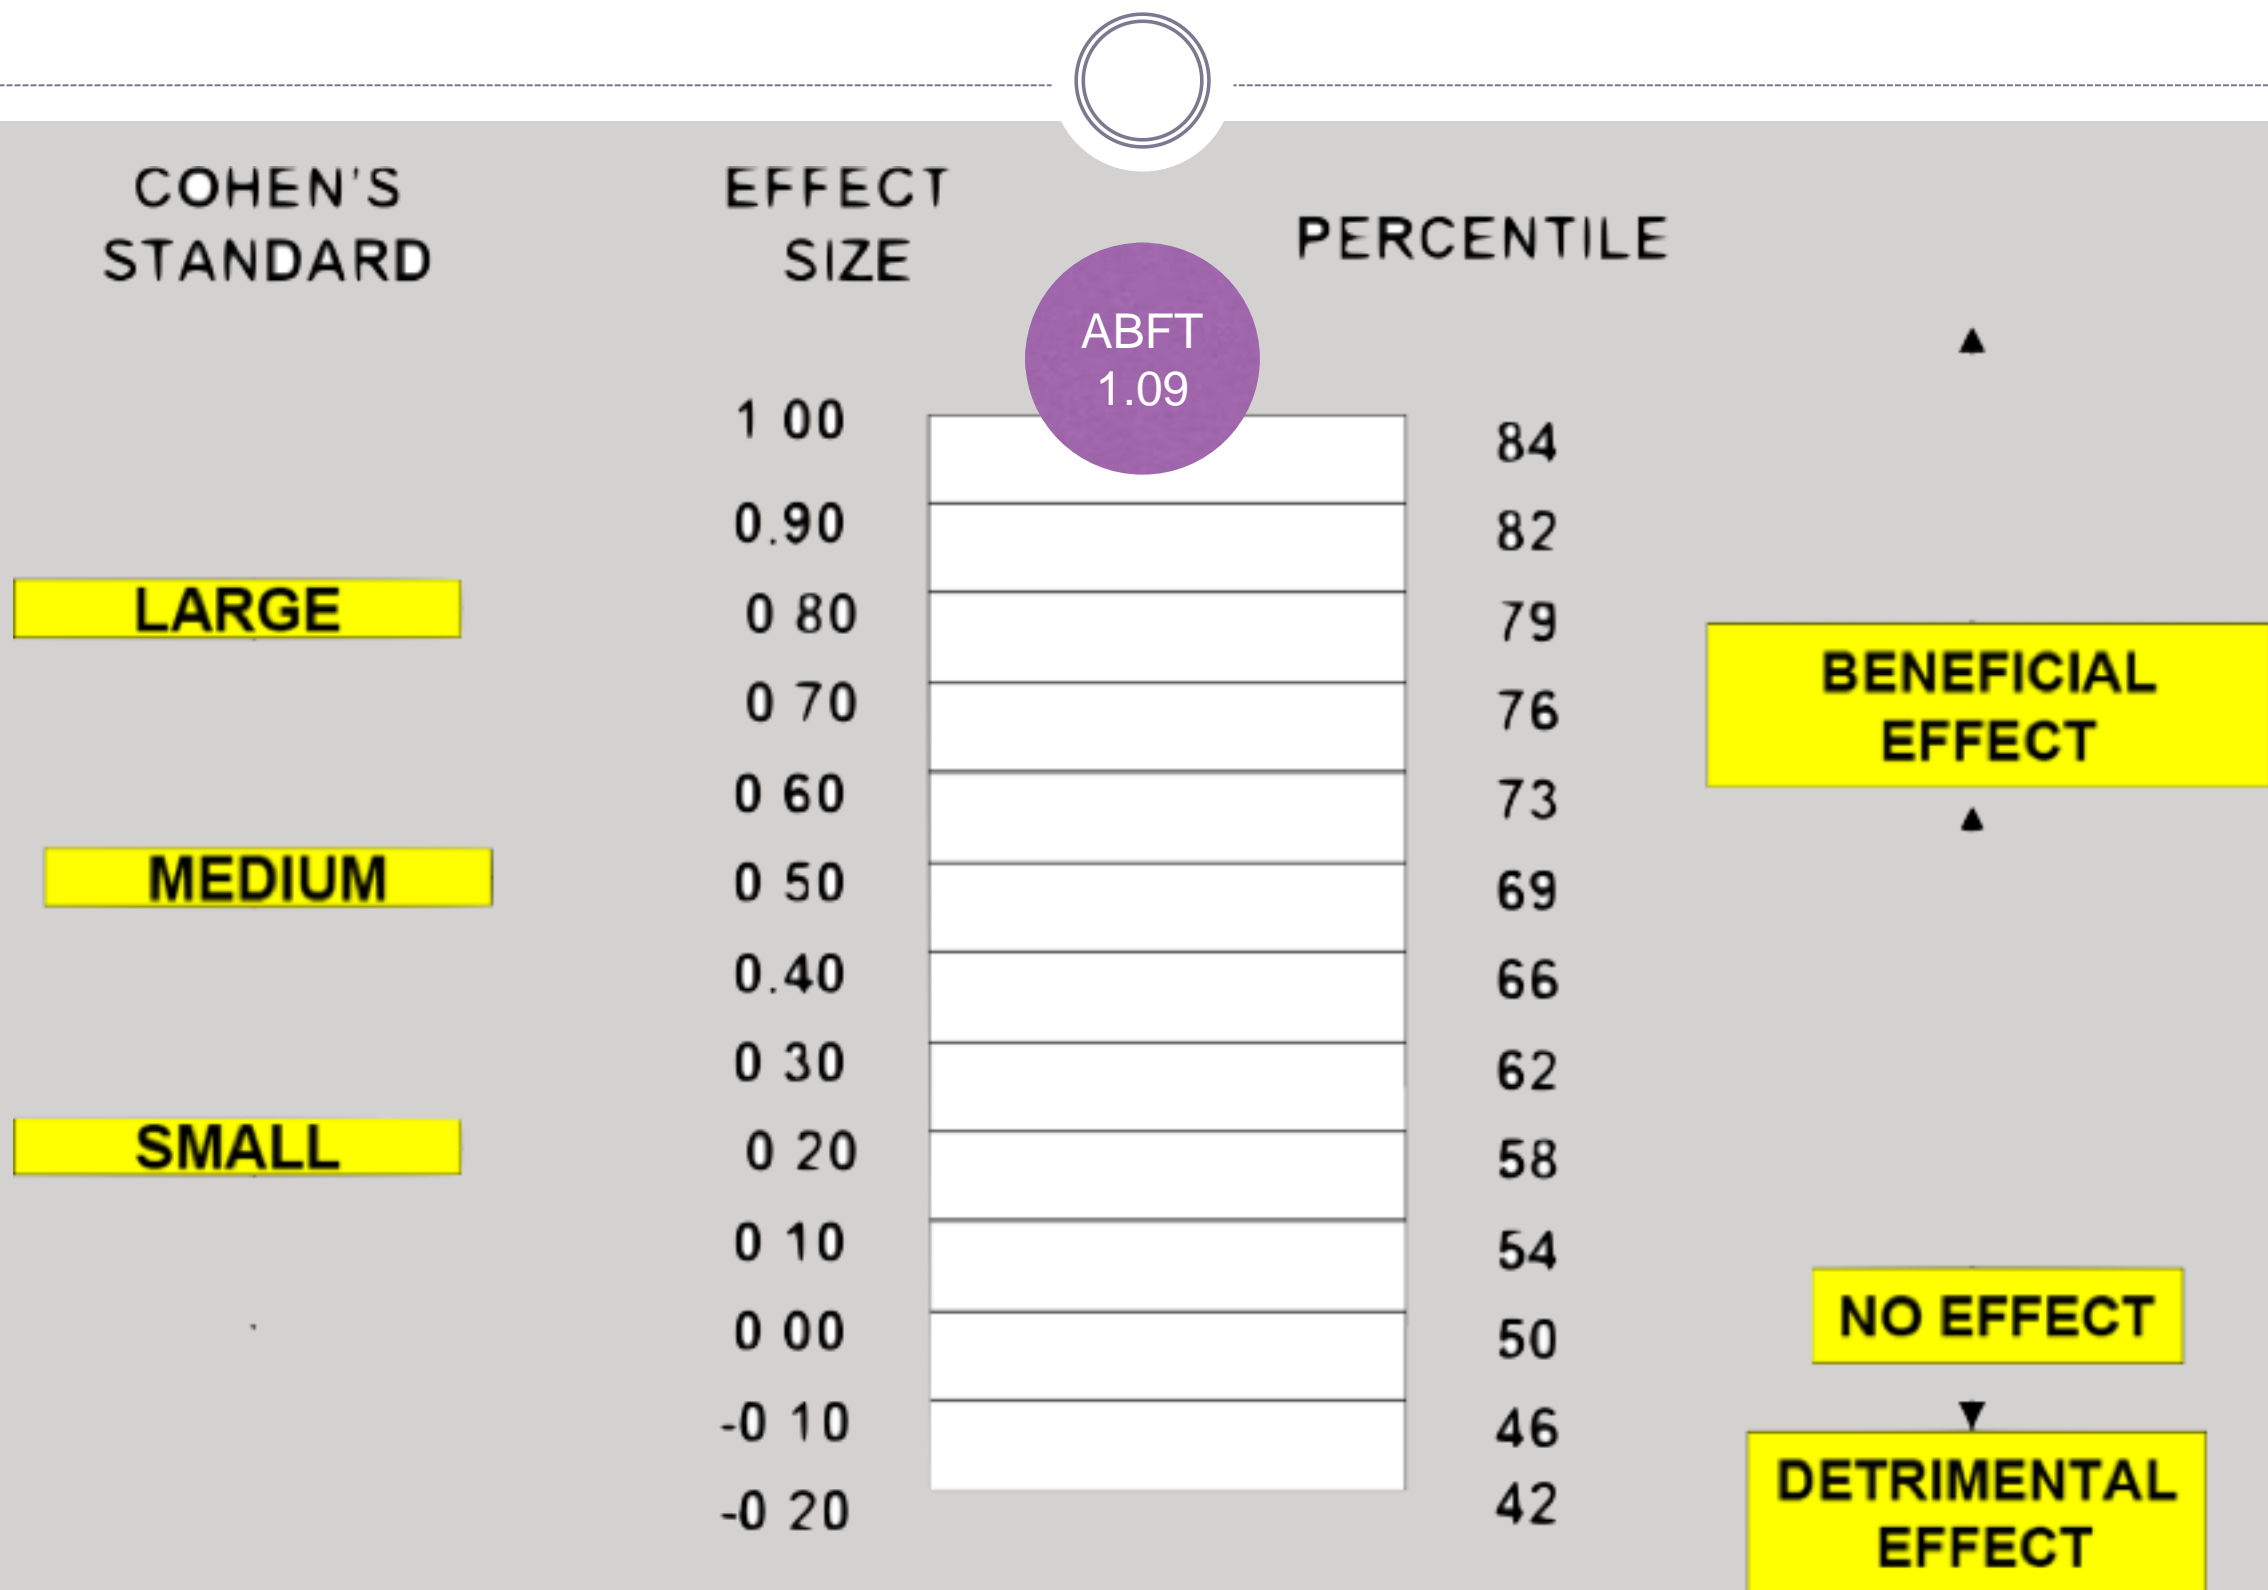 COHEN'S
STANDARD
EFFECT
SIZE
PERCENTILE
ABFT
1.09
1 00
84
0.90
82
LARGE
0 80
79
BENEFICIAL
EFFECT
0 70
76
0 60
73
MEDIUM
0 50
69
0.40
66
0 30
62
SMALL
0 20
58
0 10
54
NO EFFECT
0 00
50
-0 10
46
DETRIMENTAL
EFFECT
-0 20
42